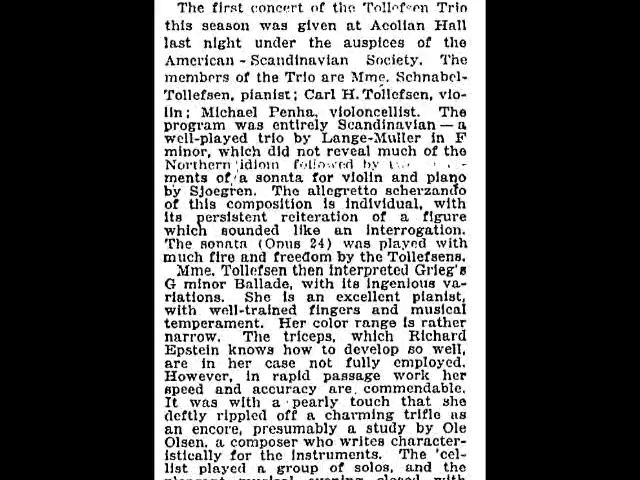 The first concert of the Tollefsen Trio
this season was given at Aeolian Hall
last night under the auspices of the
American-Scandinavian Society. The
members of the Trio are Mme. Schnabel-
Tollefsen, pianist; Carl H. Tollefsen, vio-
lin; Michael Penha, violoncellist. The
program was entirely Scandinavian—a
well-played trio by Lange-Muller in F
minor, which did not reveal much of the
Northern idiom followed by
ments of a sonata for violin and piano
by Sjoegren. The allegretto scherzando
of this composition is individual, with
its persistent reiteration of a figure
which sounded like an interrogation.
The sonata (Opus 24) was played with
much fire and freedom by the Tollefsens.
Mme. Tollefsen then interpreted Grieg's
G minor Ballade, with its ingenious va-
riations. She is an excellent pianist,
with well-trained fingers and musical
temperament. Her color range is rather
narrow. The triceps, which Richard
Epstein knows how to develop so well,
are in her case not fully employed.
However, in rapid passage work her
speed and accuracy are commendable.
It was with a pearly touch that she
deftly rippled off a charming trifle as
an encore, presumably a study by Ole
Olsen, a composer who writes character-
istically for the instruments. The 'cel-
list played a group of solos, and the